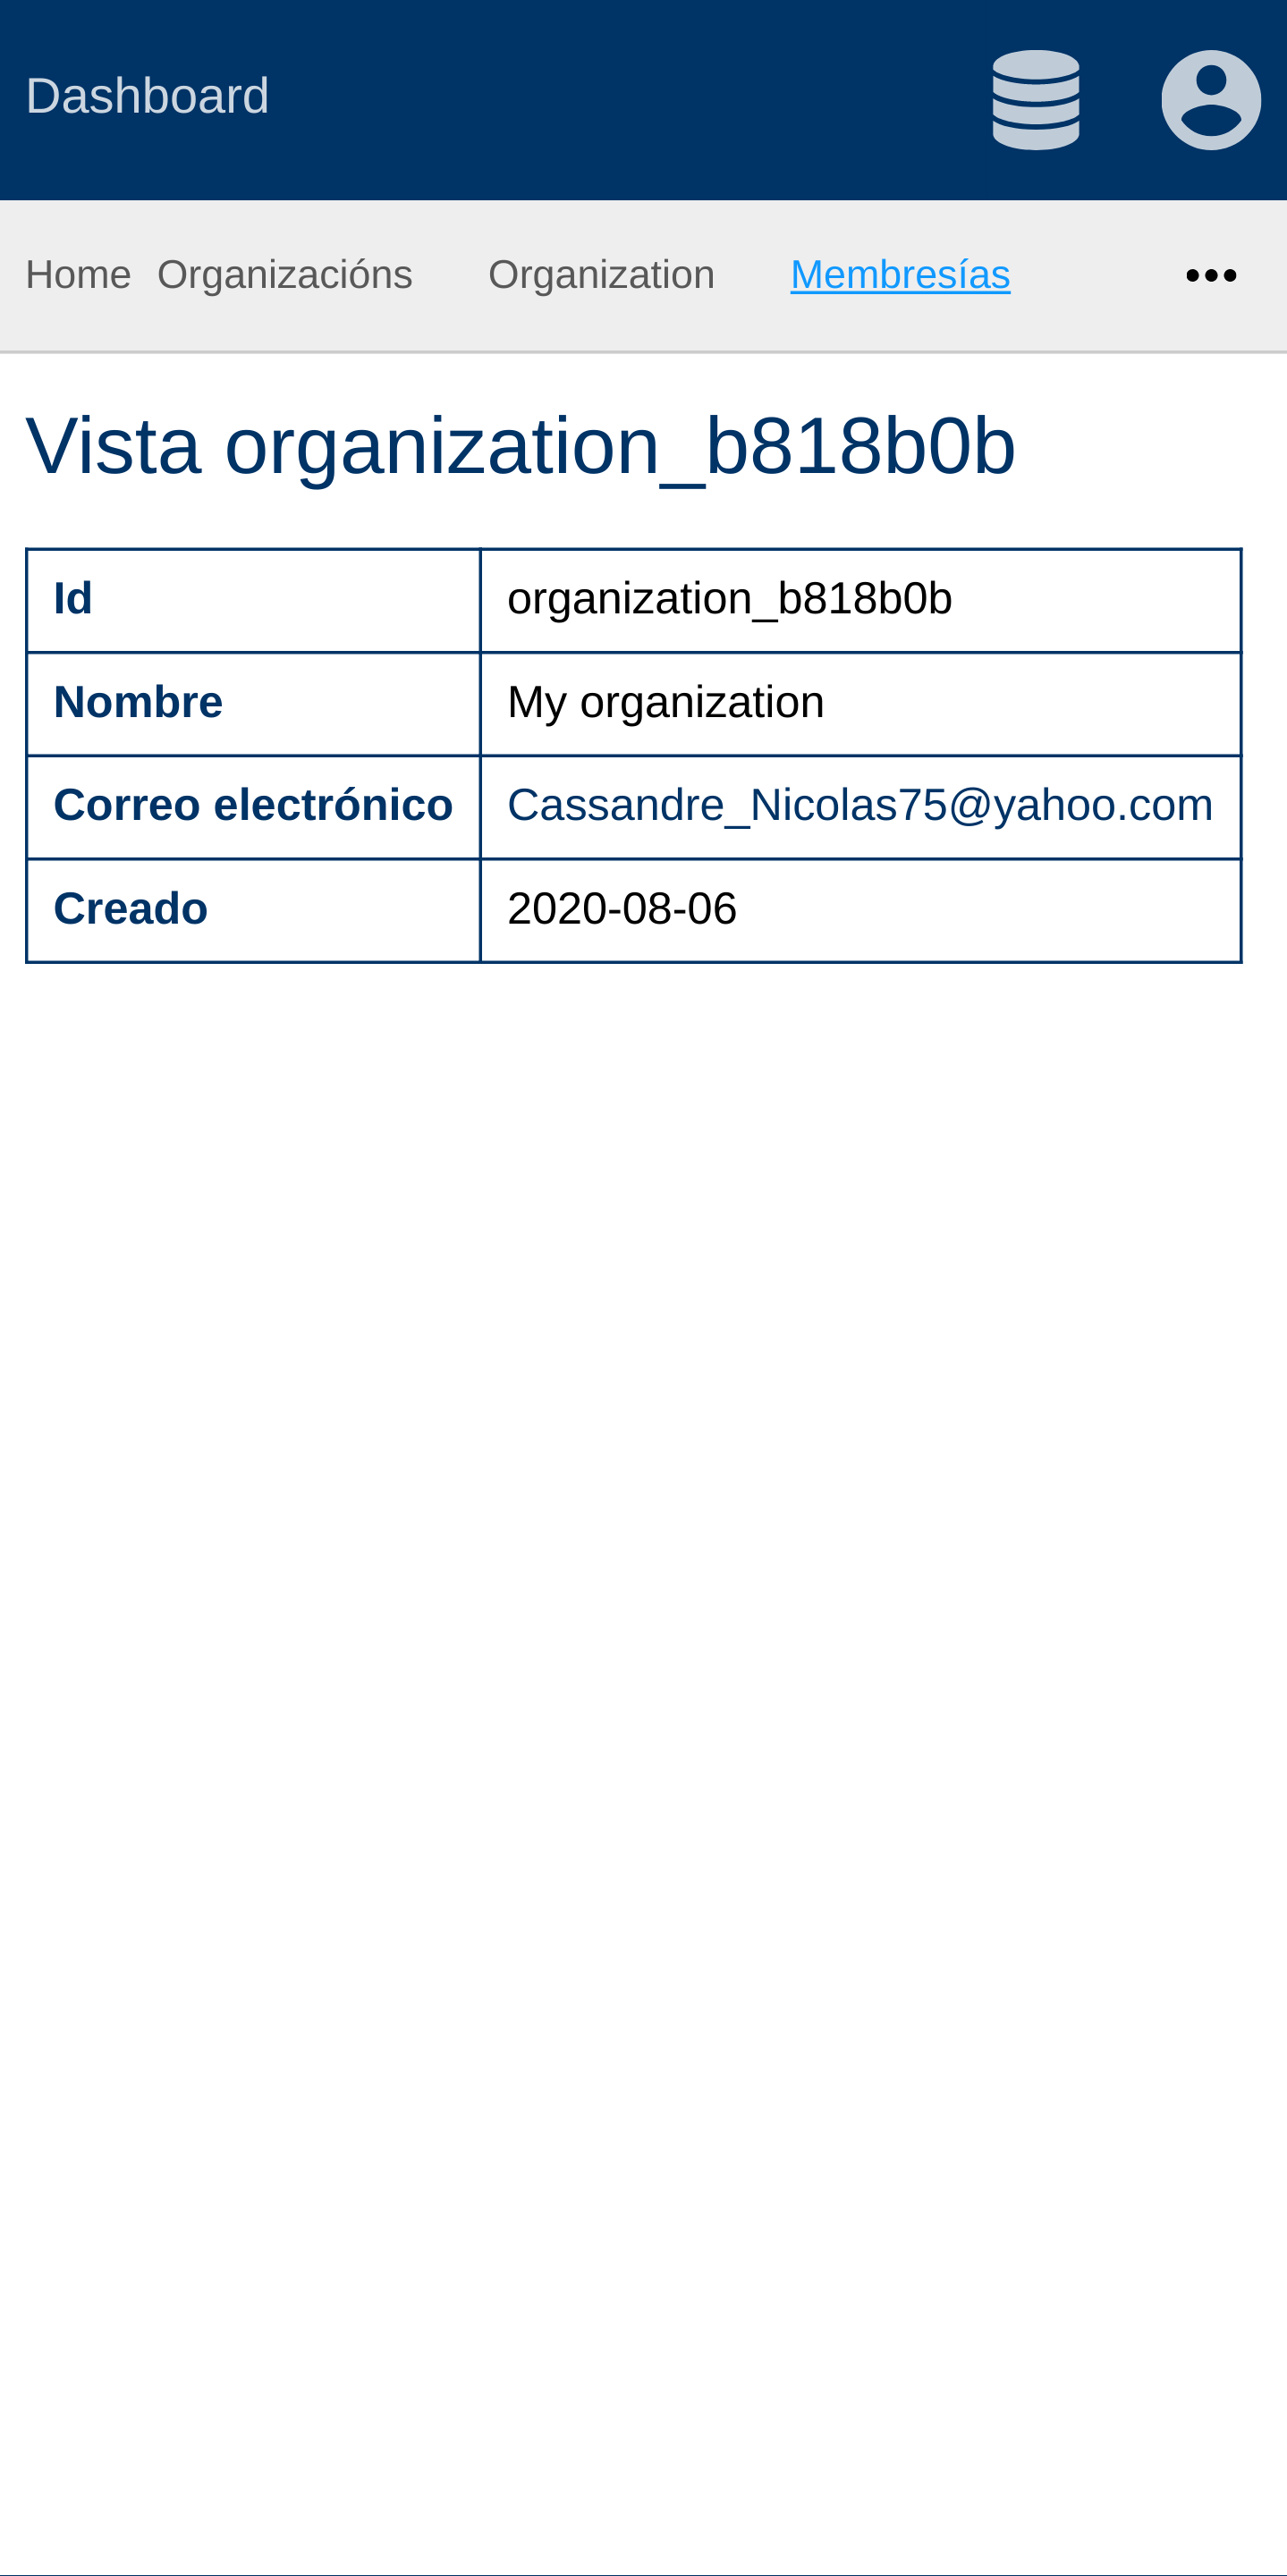 Dashboard
Home Organizacións Organization Membresías
Vista organization_b818b0b
Id organization_b818b0b
Nombre My organization
Correo electrónico Cassandre_Nicolas75@yahoo.com
Creado 2020-08-06